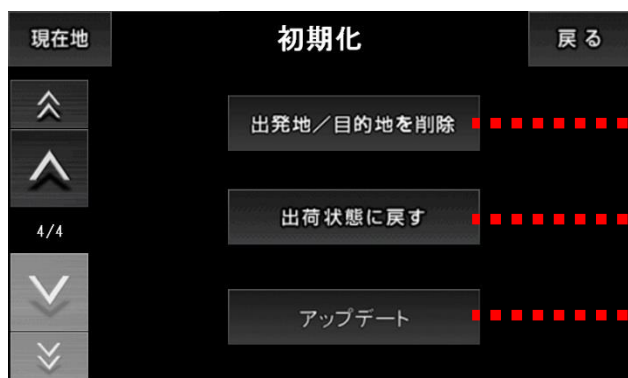 現在地
初期化
戻る
出発地／目的地を削除
出荷状態に戻す
4/4
アップデート